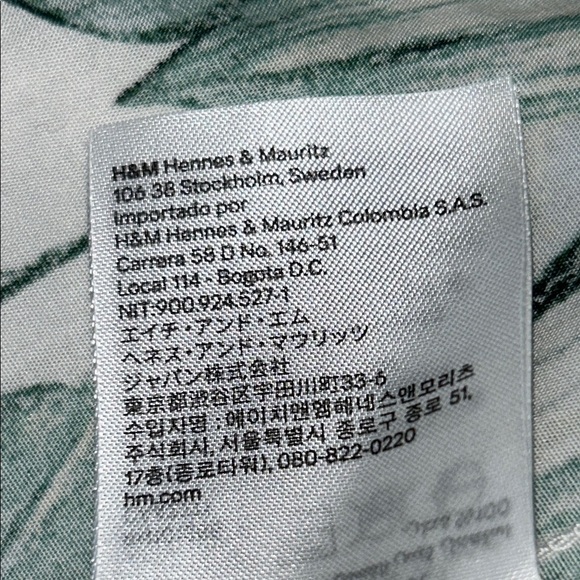 H&M Hennes & Mauritz
106 38 Stockholm, Sweden
Importado por
H&M Hennes & Mauritz Colombia S.A.S.
Carrera 58 D No. 146-51
Local 114 - Bogota D.C.
NIT:900.924.527-1
エイチ・アンド・エム
ヘネス・アンド・マウリッツ
ジャパン株式会社
東京都渋谷区宇田川町33-6
수입자명 : 에이치앤엠헤네스앤모리츠
주식회사, 서울특별시 종로구 종로 51,
17층(종로타워), 080-822-0220
hm.com